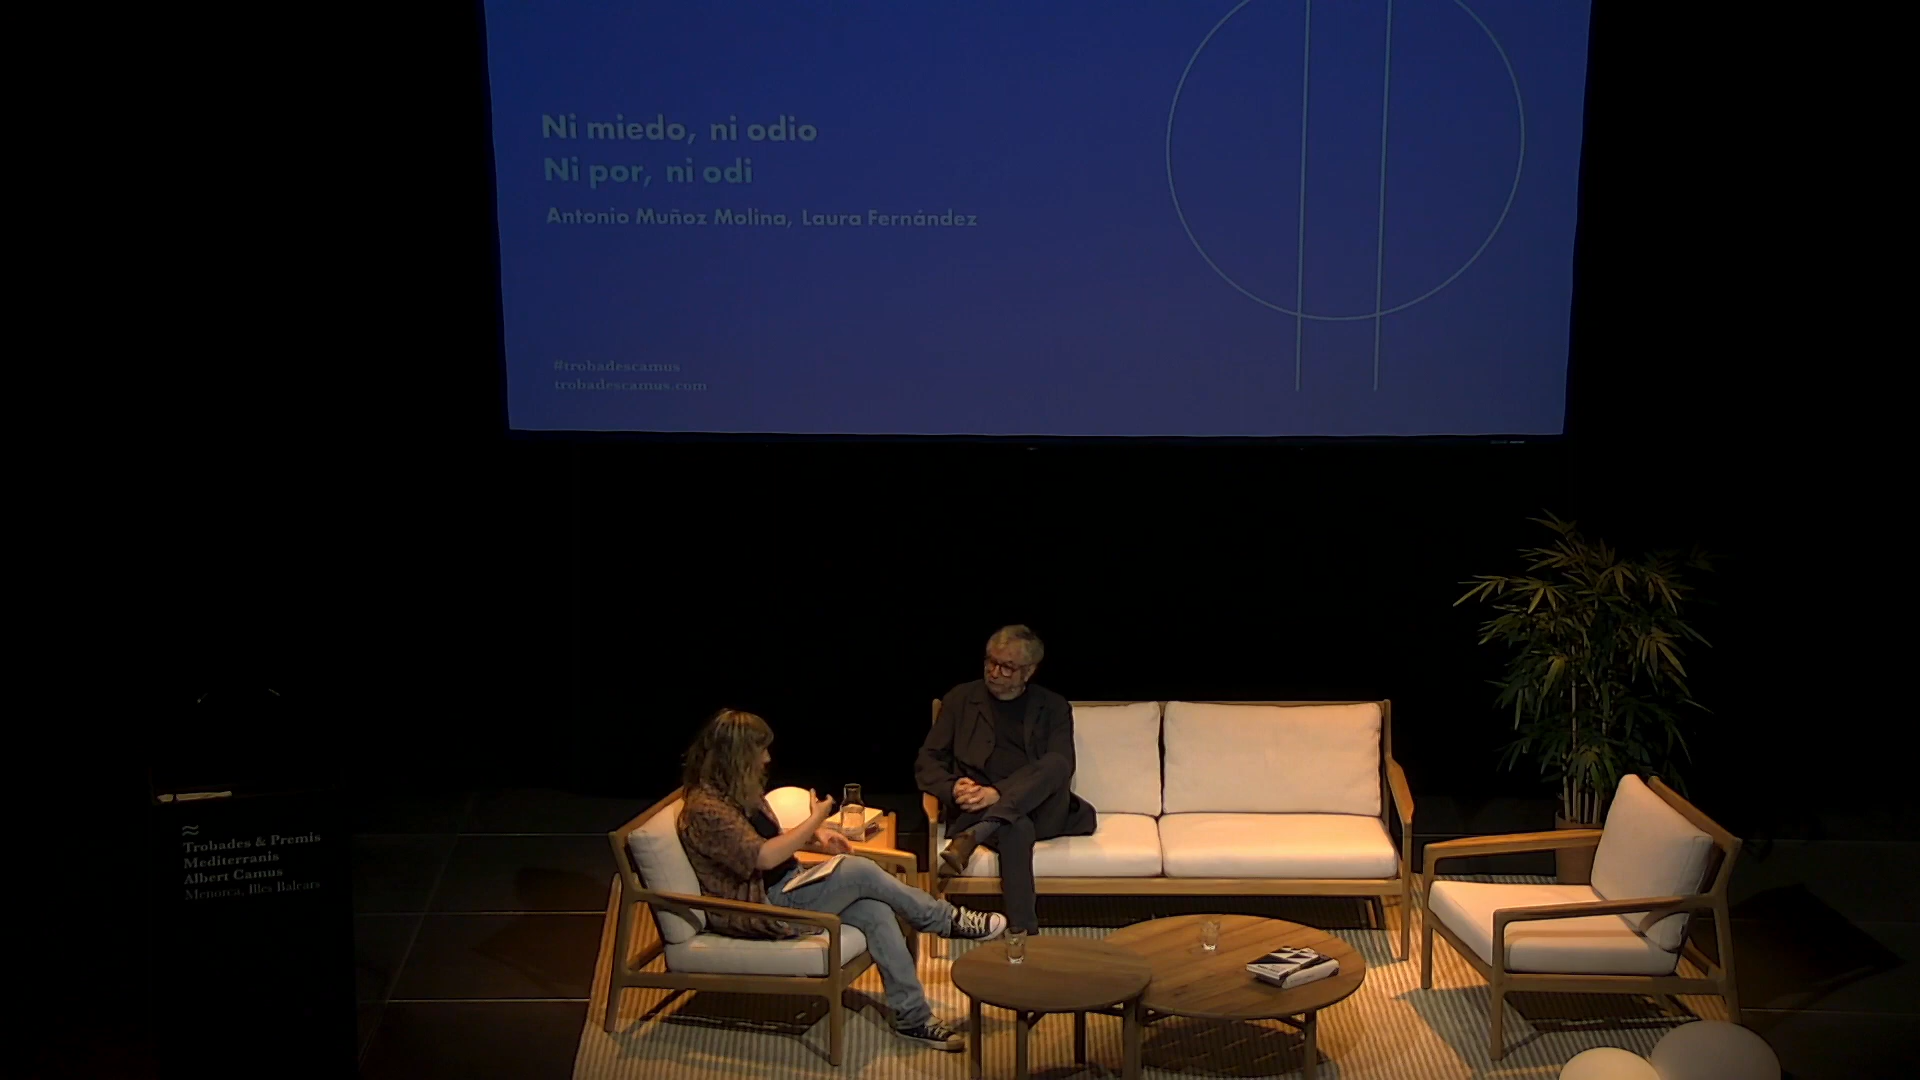 Ni miedo, ni odio
Ni por, ni odi
Antonio Muñoz Molina, Laura Fernández
#trobadescamus
trobadescamus.com
Trobades & Premis
Mediterranis
Albert Camus
Menorca, Illes Balears